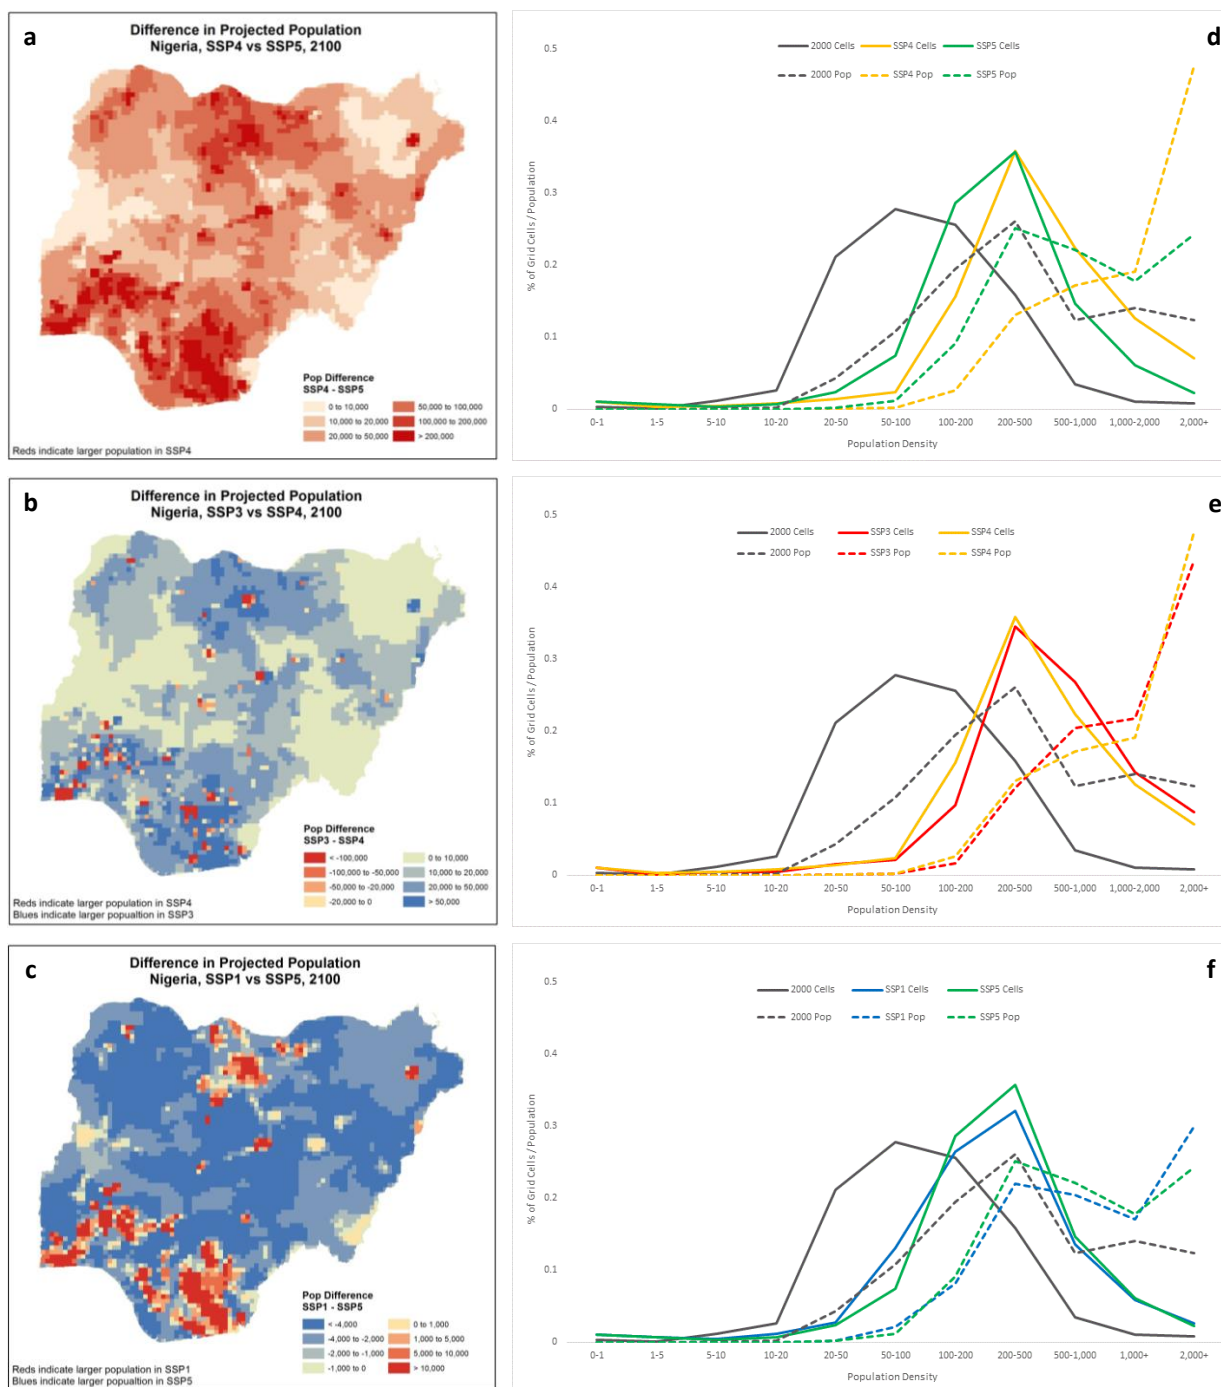 a
Difference in Projected Population
Nigeria, SSP4 vs SSP5, 2100
Pop Difference
SSP4 - SSP5
0 to 10,000
50,000 to 100,000
10,000 to 20,000
100,000 to 200,000
20,000 to 50,000
> 200,000
Reds indicate larger population in SSP4
d
2000 Cells
SSP4 Cells
SSP5 Cells
2000 Pop
SSP4 Pop
SSP5 Pop
% of Grid Cells / Population
0.5
0.4
0.3
0.2
0.1
0
0-1 1-5 5-10 10-20 20-50 50-100 100-200 200-500 500-1,000 1,000-2,000 2,000+
Population Density
b
Difference in Projected Population
Nigeria, SSP3 vs SSP4, 2100
Pop Difference
SSP3 - SSP4
< -100,000
0 to 10,000
-100,000 to -50,000
10,000 to 20,000
-50,000 to -20,000
20,000 to 50,000
-20,000 to 0
> 50,000
Reds indicate larger population in SSP4
Blues indicate larger popualtion in SSP3
e
2000 Cells
SSP3 Cells
SSP4 Cells
2000 Pop
SSP3 Pop
SSP4 Pop
% of Grid Cells / Population
0.5
0.4
0.3
0.2
0.1
0
0-1 1-5 5-10 10-20 20-50 50-100 100-200 200-500 500-1,000 1,000-2,000 2,000+
Population Density
c
Difference in Projected Population
Nigeria, SSP1 vs SSP5, 2100
Pop Difference
SSP1 - SSP5
< -4,000
0 to 1,000
-4,000 to -2,000
1,000 to 5,000
-2,000 to -1,000
5,000 to 10,000
-1,000 to 0
> 10,000
Reds indicate larger population in SSP1
Blues indicate larger popualtion in SSP5
f
2000 Cells
SSP1 Cells
SSP5 Cells
2000 Pop
SSP1 Pop
SSP5 Pop
% of Grid Cells / Population
0.5
0.4
0.3
0.2
0.1
0
0-1 1-5 5-10 10-20 20-50 50-100 100-200 200-500 500-1,000 1,000+ 2,000+
Population Density